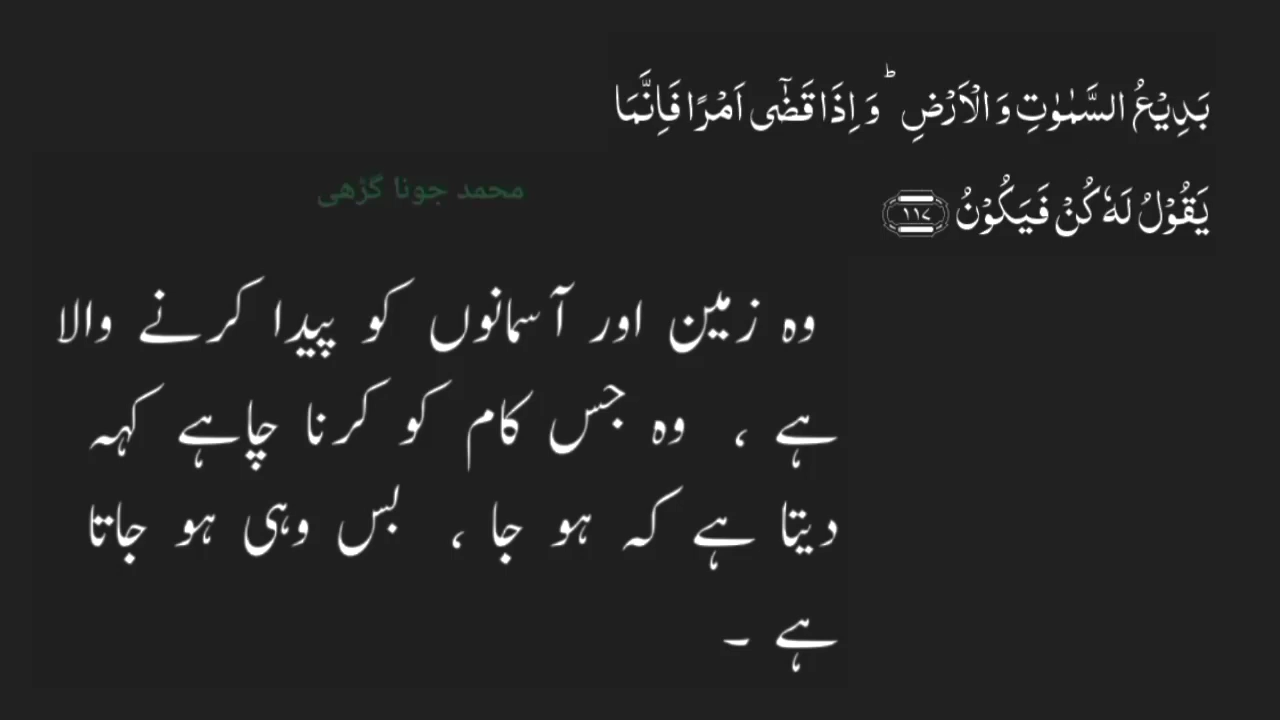 بَدِيْعُ السَّمٰوٰتِ وَالْاَرْضِ ؕ وَاِذَا قَضٰۤى اَمْرًا فَاِنَّمَا
يَقُوْلُ لَهٗ كُنْ فَيَكُوْنُ ۝۱۱۷
محمد جونا گڑھی
وہ زمین اور آسمانوں کو پیدا کرنے والا
ہے ، وہ جس کام کو کرنا چاہے کہہ
دیتا ہے کہ ہو جا ، بس وہی ہو جاتا
ہے ۔